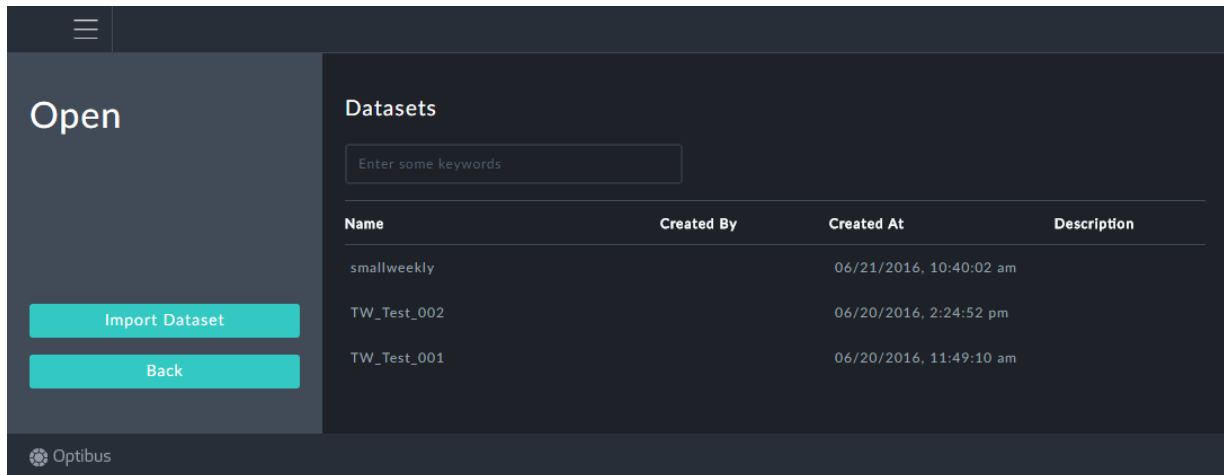 Open
Import Dataset
Back
Datasets
Enter some keywords
Name Created By Created At Description
smallweekly 06/21/2016, 10:40:02 am
TW_Test_002 06/20/2016, 2:24:52 pm
TW_Test_001 06/20/2016, 11:49:10 am
Optibus